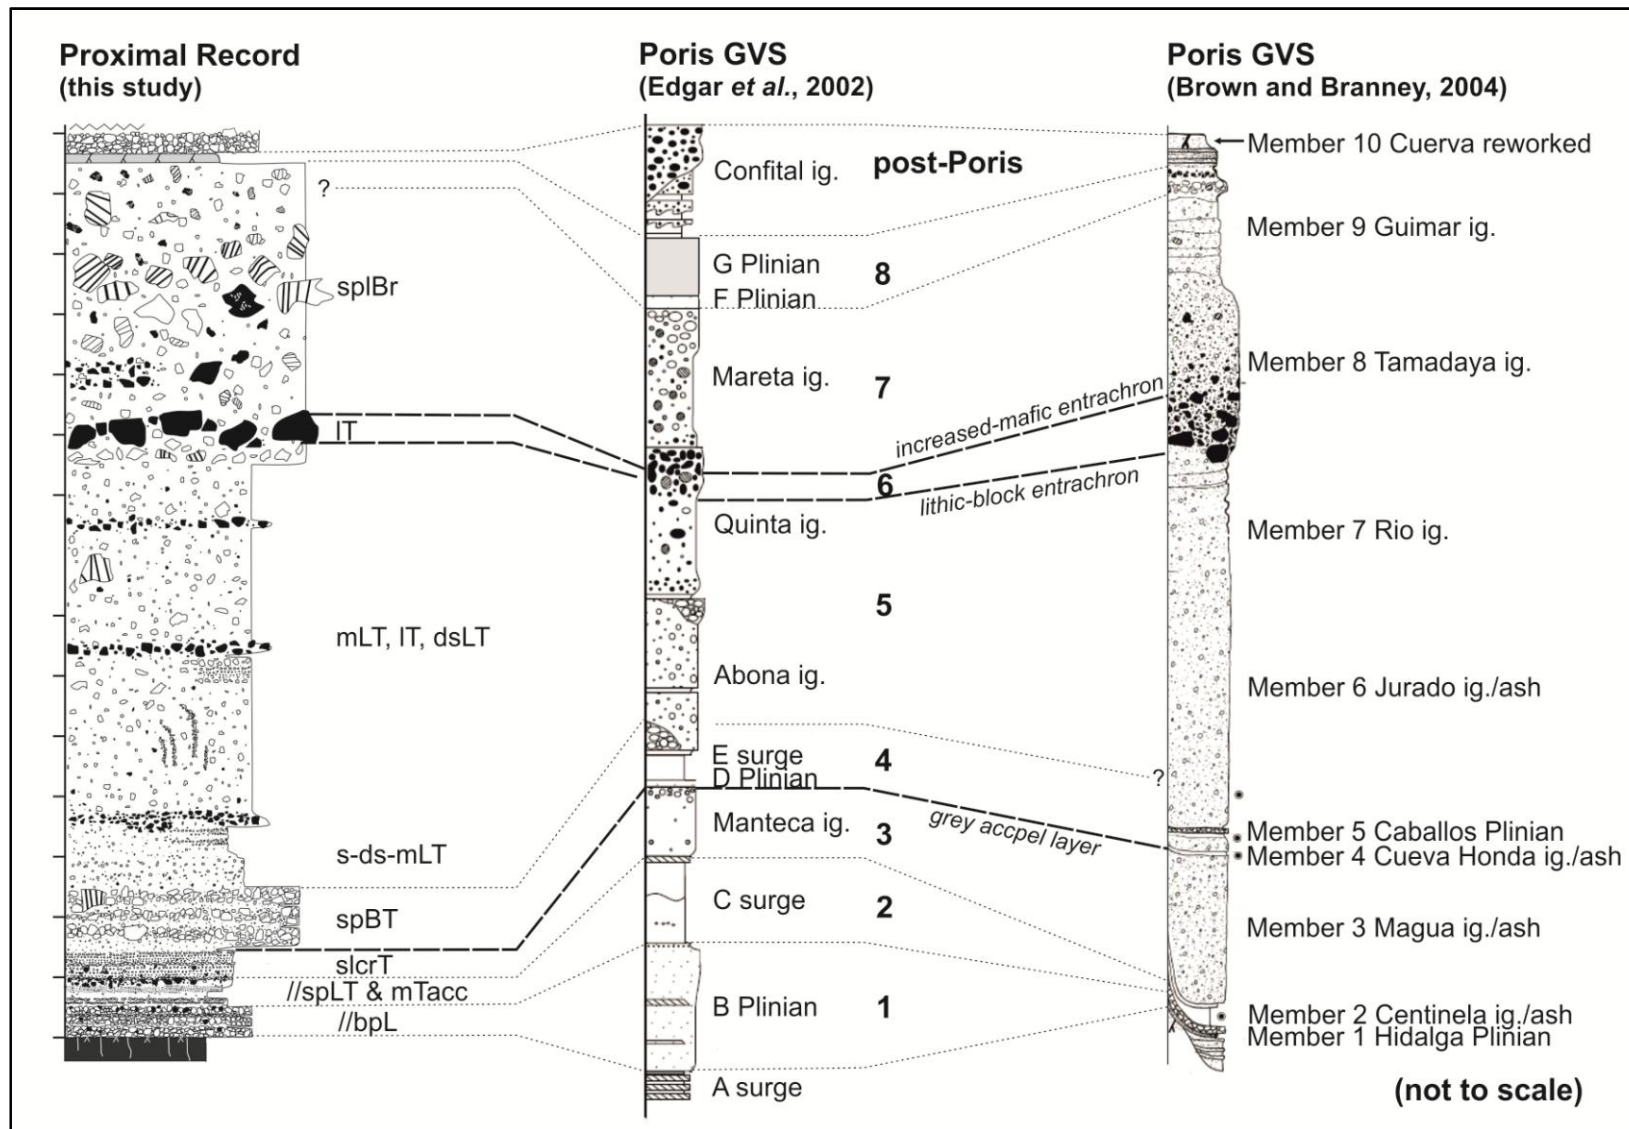 Proximal Record
(this study)
?
splBr
lT
mLT, lT, dsLT
s-ds-mLT
spBT
slcrT
//spLT & mTacc
//bpL
Poris GVS
(Edgar et al., 2002)
Confital ig.
post-Poris
G Plinian
8
F Plinian
Mareta ig.
7
6
Quinta ig.
5
Abona ig.
E surge
4
D Plinian
Manteca ig.
3
C surge
2
B Plinian
1
A surge
increased-mafic entrachron
lithic-block entrachron
grey accpel layer
?
Poris GVS
(Brown and Branney, 2004)
Member 10 Cuerva reworked
Member 9 Guimar ig.
Member 8 Tamadaya ig.
Member 7 Rio ig.
Member 6 Jurado ig./ash
Member 5 Caballos Plinian
Member 4 Cueva Honda ig./ash
Member 3 Magua ig./ash
Member 2 Centinela ig./ash
Member 1 Hidalga Plinian
(not to scale)